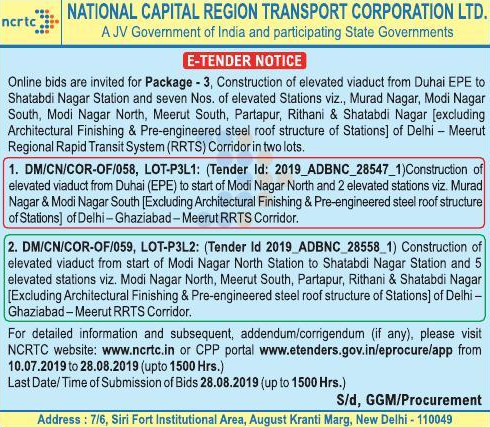 ncrtc
NATIONAL CAPITAL REGION TRANSPORT CORPORATION LTD.
A JV Government of India and participating State Governments
E-TENDER NOTICE
Online bids are invited for Package - 3, Construction of elevated viaduct from Duhai EPE to
Shatabdi Nagar Station and seven Nos. of elevated Stations viz., Murad Nagar, Modi Nagar
South, Modi Nagar North, Meerut South, Partapur, Rithani & Shatabdi Nagar [excluding
Architectural Finishing & Pre-engineered steel roof structure of Stations] of Delhi – Meerut
Regional Rapid Transit System (RRTS) Corridor in two lots.
1. DM/CN/COR-OF/058, LOT-P3L1: (Tender Id: 2019_ADBNC_28547_1)Construction of
elevated viaduct from Duhai (EPE) to start of Modi Nagar North and 2 elevated stations viz. Murad
Nagar & Modi Nagar South [Excluding Architectural Finishing & Pre-engineered steel roof structure
of Stations] of Delhi – Ghaziabad – Meerut RRTS Corridor.
2. DM/CN/COR-OF/059, LOT-P3L2: (Tender Id 2019_ADBNC_28558_1) Construction of
elevated viaduct from start of Modi Nagar North Station to Shatabdi Nagar Station and 5
elevated stations viz. Modi Nagar North, Meerut South, Partapur, Rithani & Shatabdi Nagar
[Excluding Architectural Finishing & Pre-engineered steel roof structure of Stations] of Delhi –
Ghaziabad – Meerut RRTS Corridor.
For detailed information and subsequent, addendum/corrigendum (if any), please visit
NCRTC website: www.ncrtc.in or CPP portal www.etenders.gov.in/eprocure/app from
10.07.2019 to 28.08.2019 (upto 1500 Hrs.)
Last Date/ Time of Submission of Bids 28.08.2019 (up to 1500 Hrs.)
S/d, GGM/Procurement
Address : 7/6, Siri Fort Institutional Area, August Kranti Marg, New Delhi - 110049